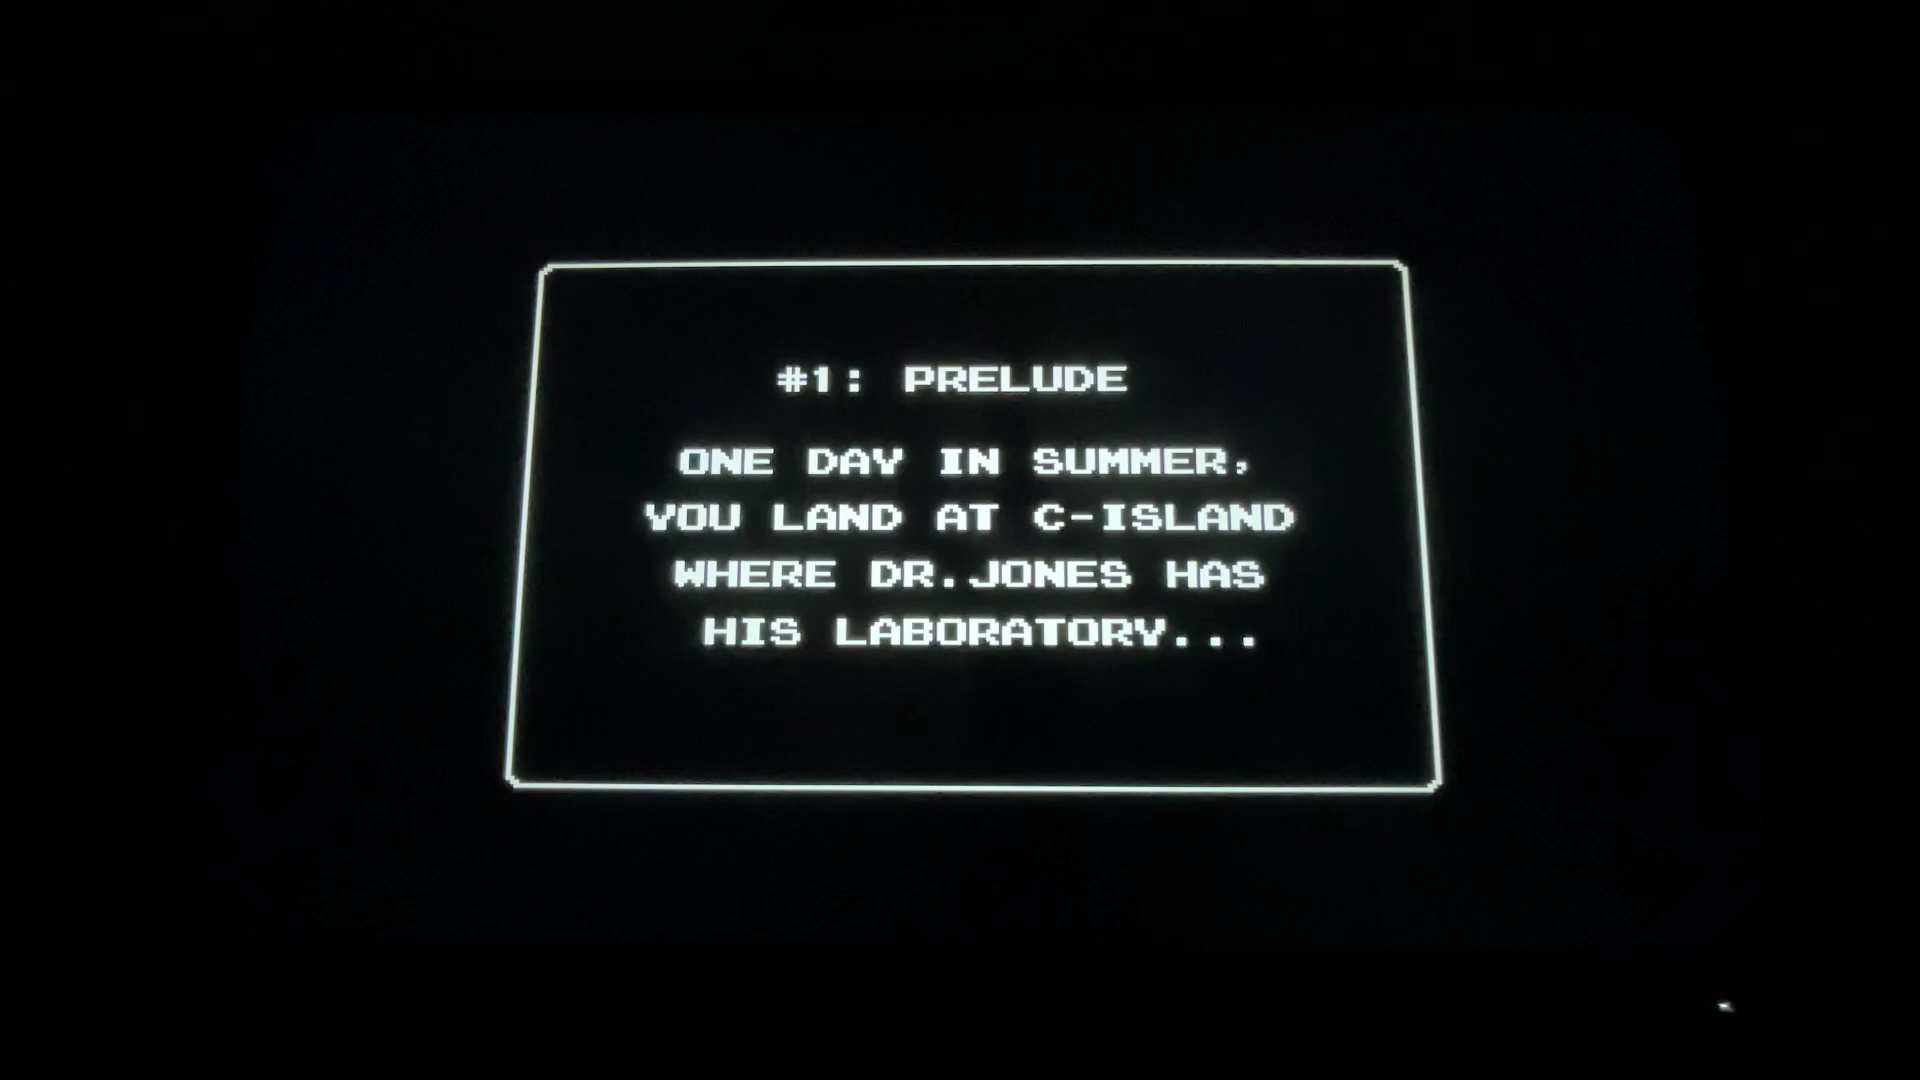 #1: PRELUDE
ONE DAY IN SUMMER,
YOU LAND AT C-ISLAND
WHERE DR.JONES HAS
HIS LABORATORY...